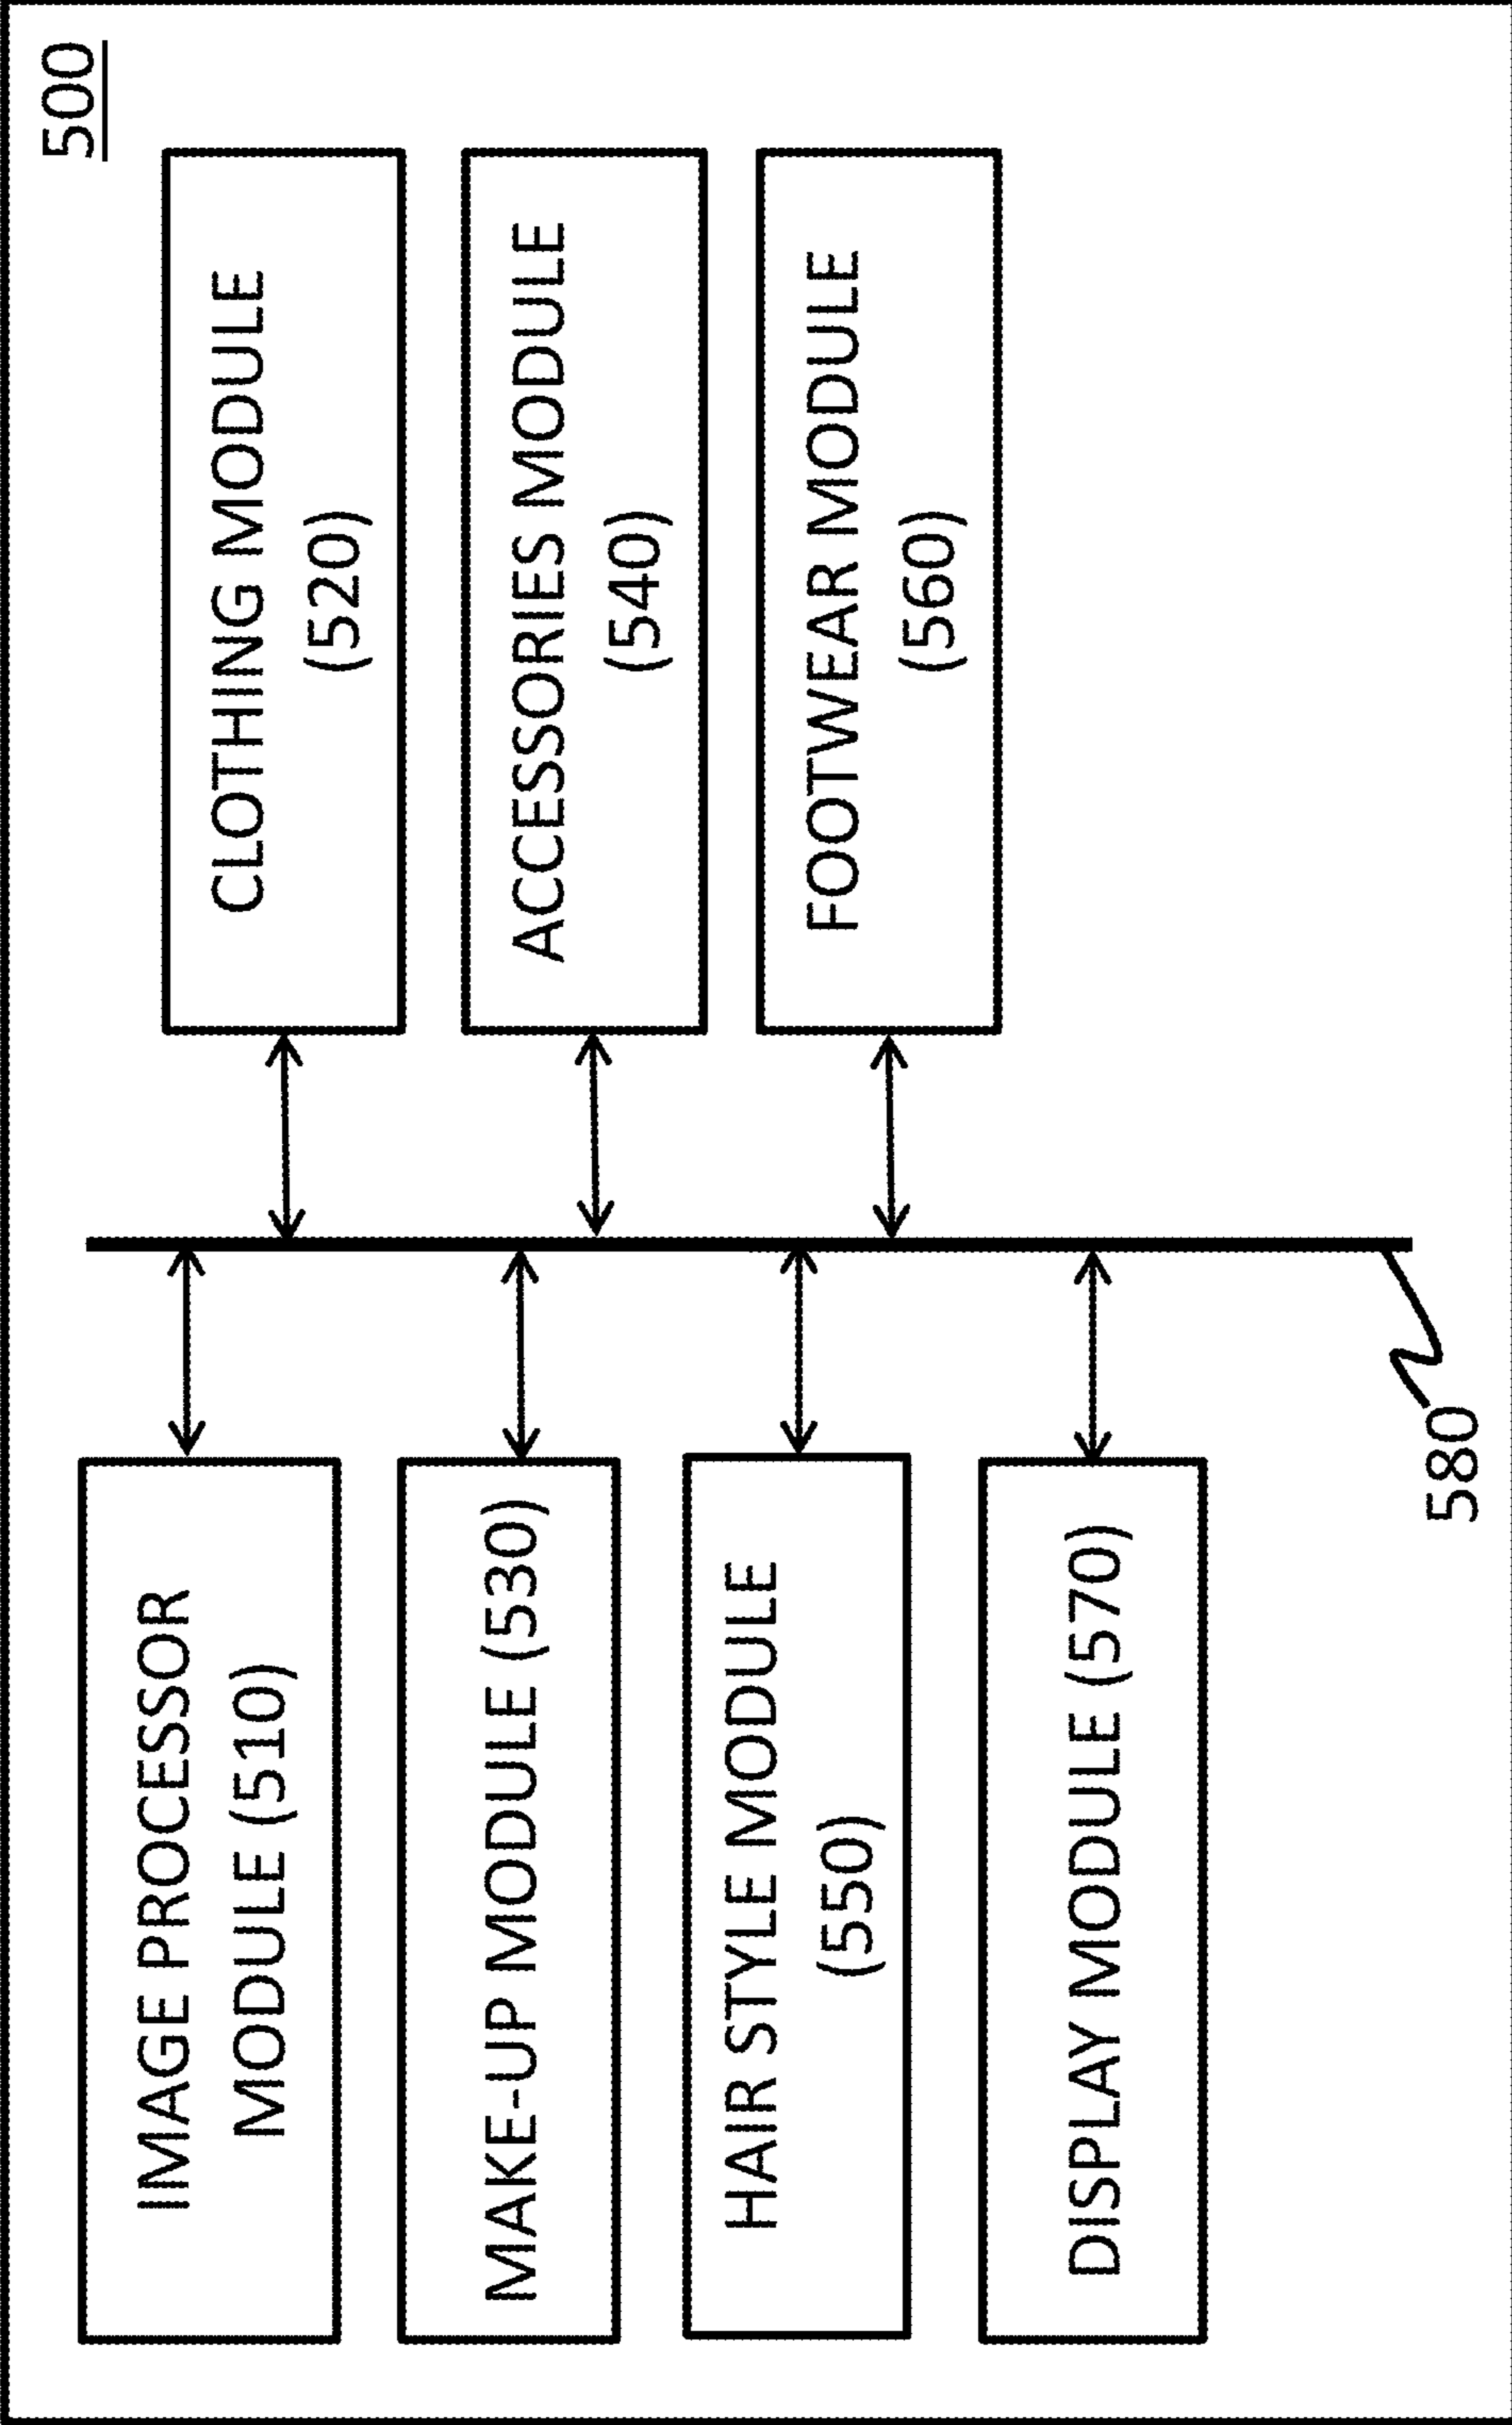 500
IMAGE PROCESSOR
MODULE (510)
CLOTHING MODULE
(520)
MAKE-UP MODULE (530)
ACCESSORIES MODULE
(540)
HAIR STYLE MODULE
(550)
FOOTWEAR MODULE
(560)
DISPLAY MODULE (570)
580